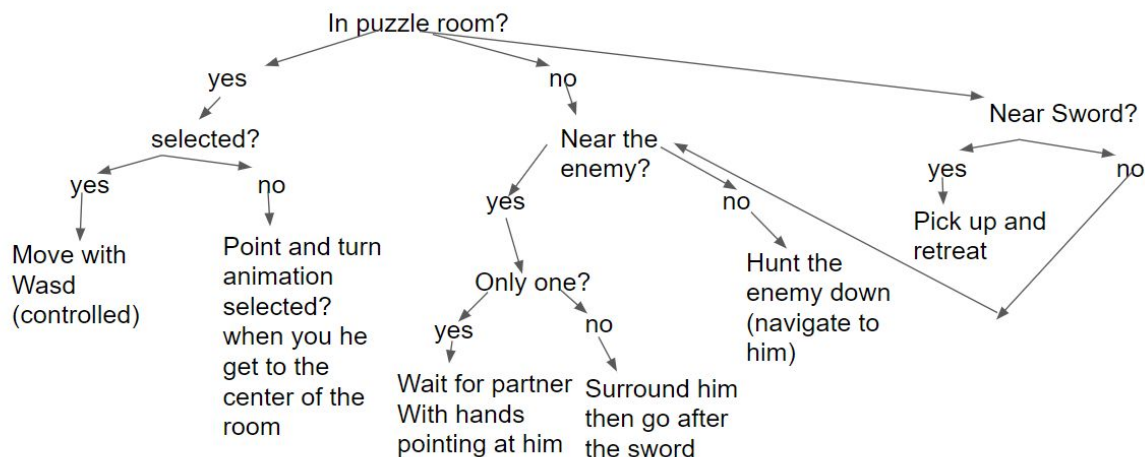 In puzzle room?
yes
no
Near Sword?
selected?
Near the
enemy?
yes
no
yes
no
yes
no
Move with
Wasd
(controlled)
Point and turn
animation
selected?
when you he
get to the
center of the
room
Only one?
Hunt the
enemy down
(navigate to
him)
Pick up and
retreat
yes
no
Wait for partner
With hands
pointing at him
Surround him
then go after
the sword